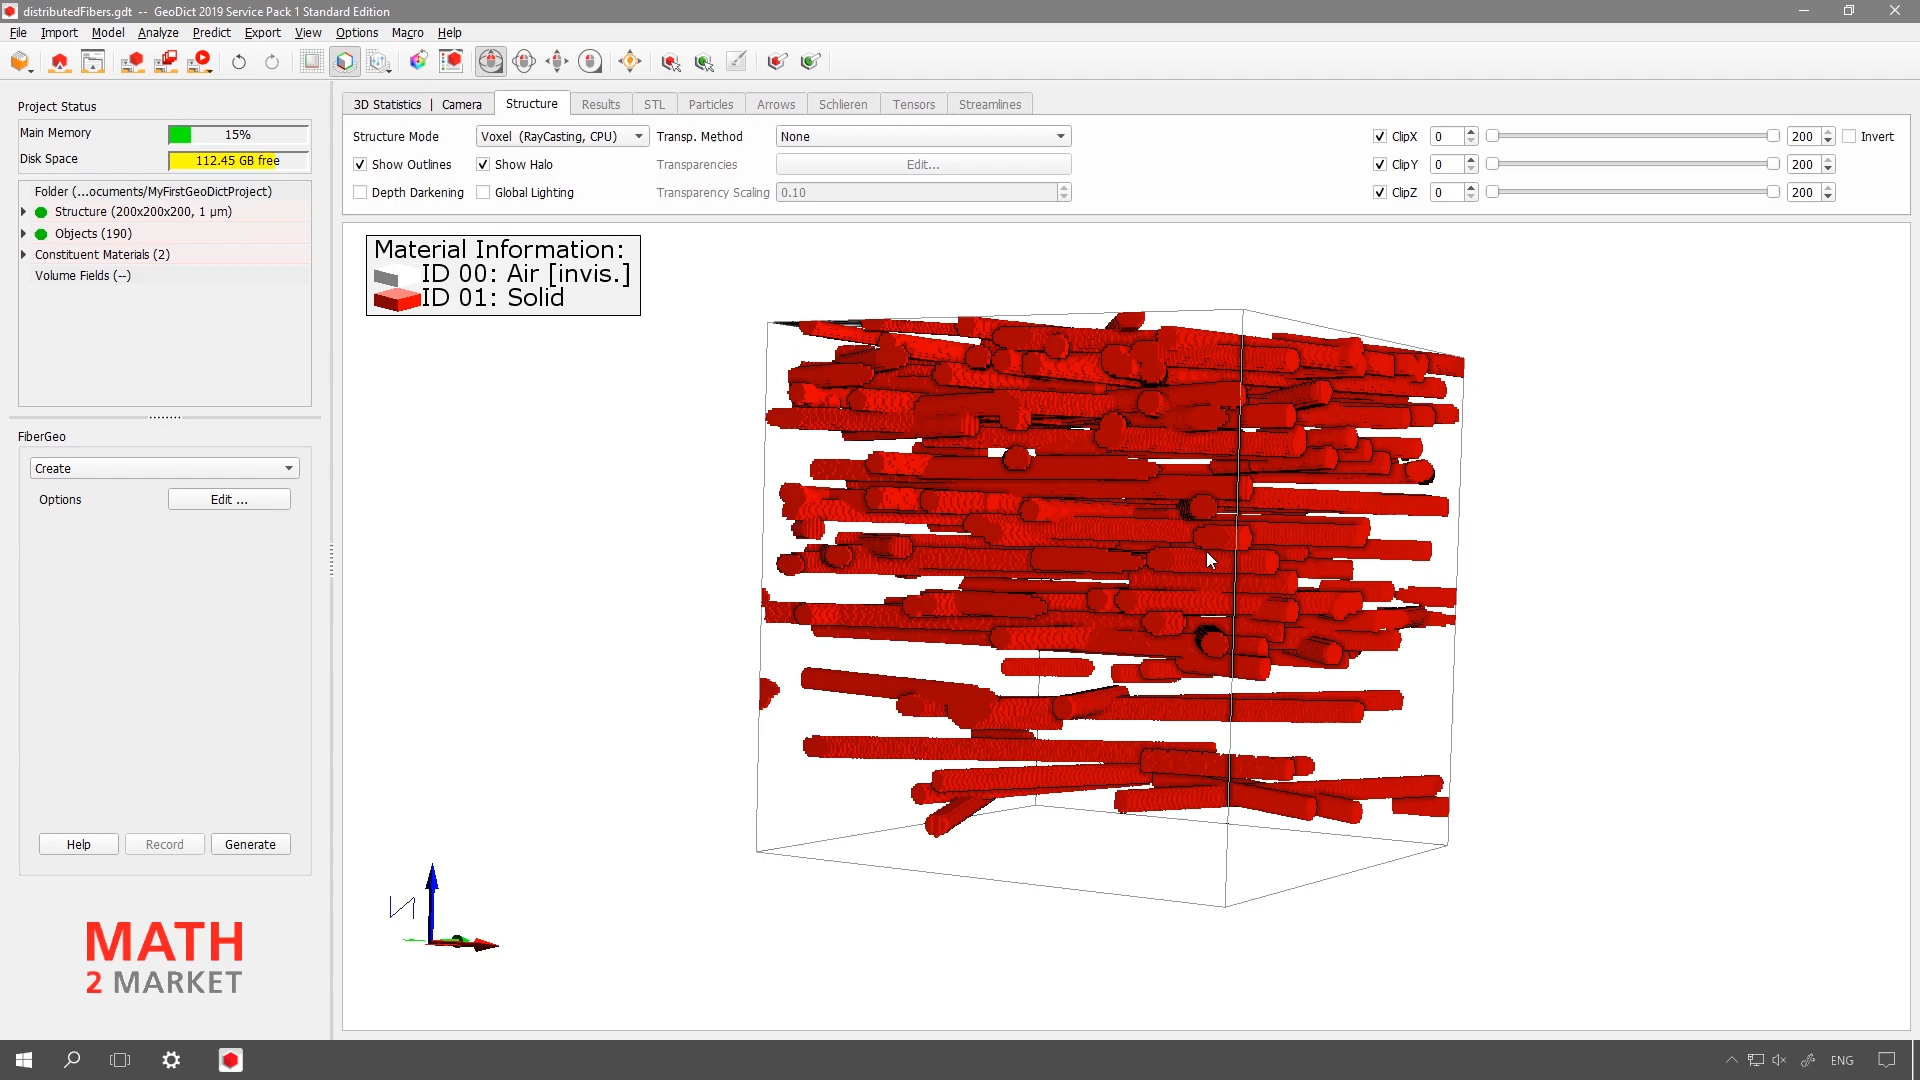 distributedFibers.gdt -- GeoDict 2019 Service Pack 1 Standard Edition
File Import Model Analyze Predict Export View Options Macro Help
Project Status
Main Memory 15%
Disk Space 112.45 GB free
Folder (...ocuments/MyFirstGeoDictProject)
Structure (200x200x200, 1 µm)
Objects (190)
Constituent Materials (2)
Volume Fields (--)
FiberGeo
Create
Options Edit ...
Help Record Generate
MATH
2 MARKET
3D Statistics | Camera Structure Results STL Particles Arrows Schlieren Tensors Streamlines
Structure Mode Voxel (RayCasting, CPU) Transp. Method None ClipX 0 200 Invert
Show Outlines Show Halo Transparencies Edit... ClipY 0 200
Depth Darkening Global Lighting Transparency Scaling 0.10 ClipZ 0 200
Material Information:
ID 00: Air [invis.]
ID 01: Solid
ENG